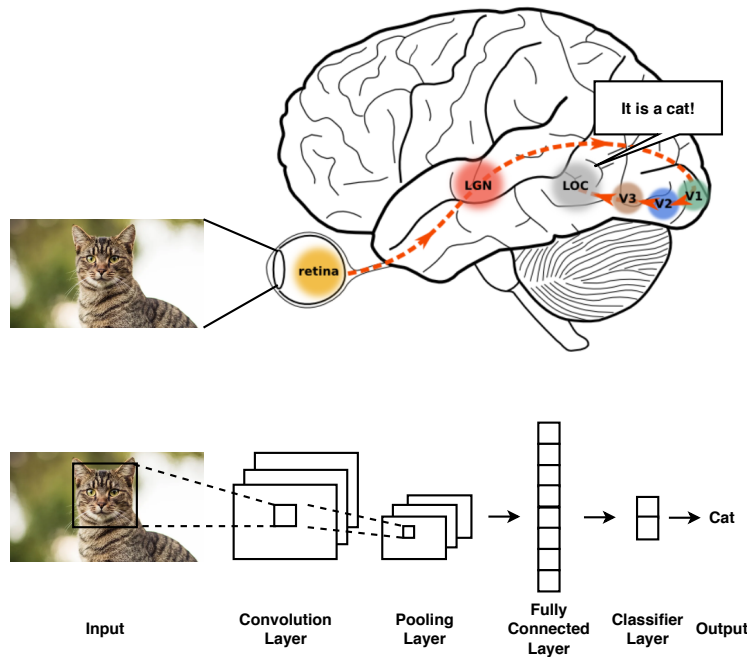 It is a cat!
LGN
LOC
V3
V2
V1
retina
Cat
Input
Convolution
Layer
Pooling
Layer
Fully
Connected
Layer
Classifier
Layer
Output